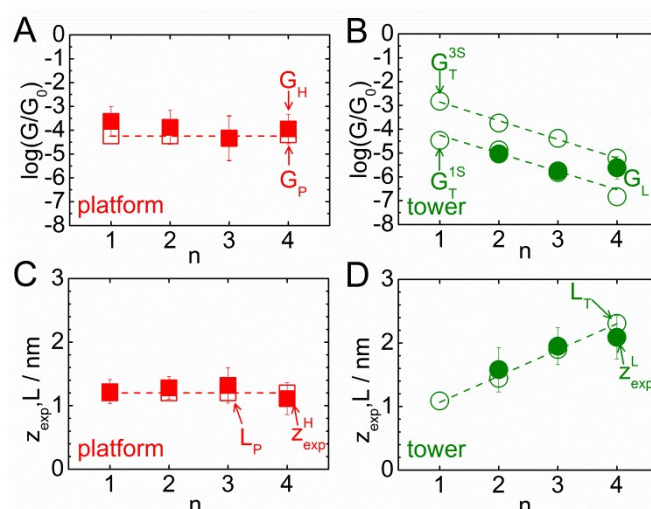 A
log(G/G₀)
0
-1
-2
-3
-4
-5
-6
-7
-8
G_H
G_P
platform
1 2 3 4
n
B
log(G/G₀)
0
-1
-2
-3
-4
-5
-6
-7
-8
G_T^3S
G_T^1S
G_L
tower
1 2 3 4
n
C
z_exp, L / nm
3
2
1
0
L_P
z_exp^H
platform
1 2 3 4
n
D
z_exp, L / nm
3
2
1
0
L_T
z_exp^L
tower
1 2 3 4
n